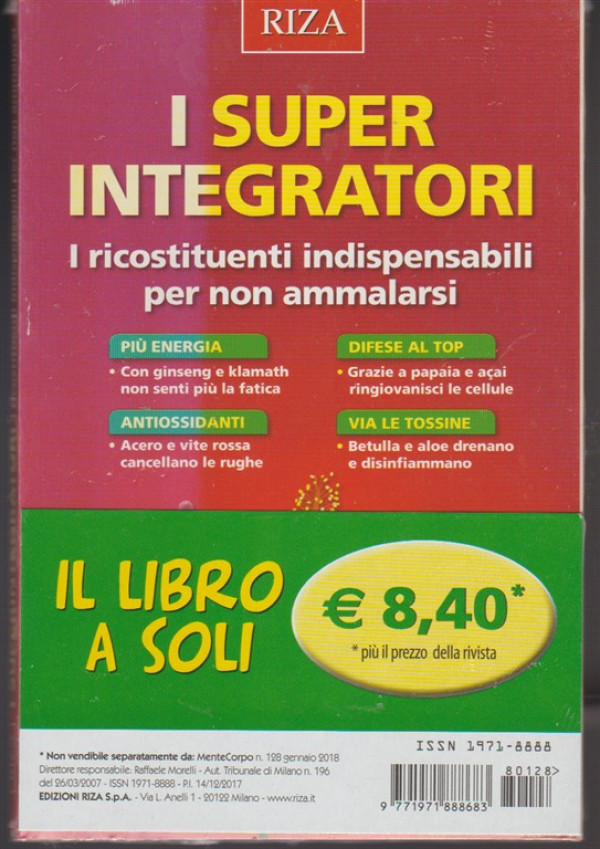 RIZA
I SUPER
INTEGRATORI
I ricostituenti indispensabili
per non ammalarsi
PIÙ ENERGIA
• Con ginseng e klamath
non senti più la fatica
DIFESE AL TOP
• Grazie a papaia e açai
ringiovanisci le cellule
ANTIOSSIDANTI
• Acero e vite rossa
cancellano le rughe
VIA LE TOSSINE
• Betulla e aloe drenano
e disinfiammano
IL LIBRO
A SOLI
€ 8,40*
* più il prezzo della rivista
* Non vendibile separatamente da: MenteCorpo n. 128 gennaio 2018
Direttore responsabile: Raffaele Morelli - Aut. Tribunale di Milano n. 196
del 26/03/2007 - ISSN 1971-8888 - P.I. 14/12/2017
EDIZIONI RIZA S.p.A. - Via L. Anelli 1 - 20122 Milano - www.riza.it
ISSN 1971-8888
80128>
9 771971 888683